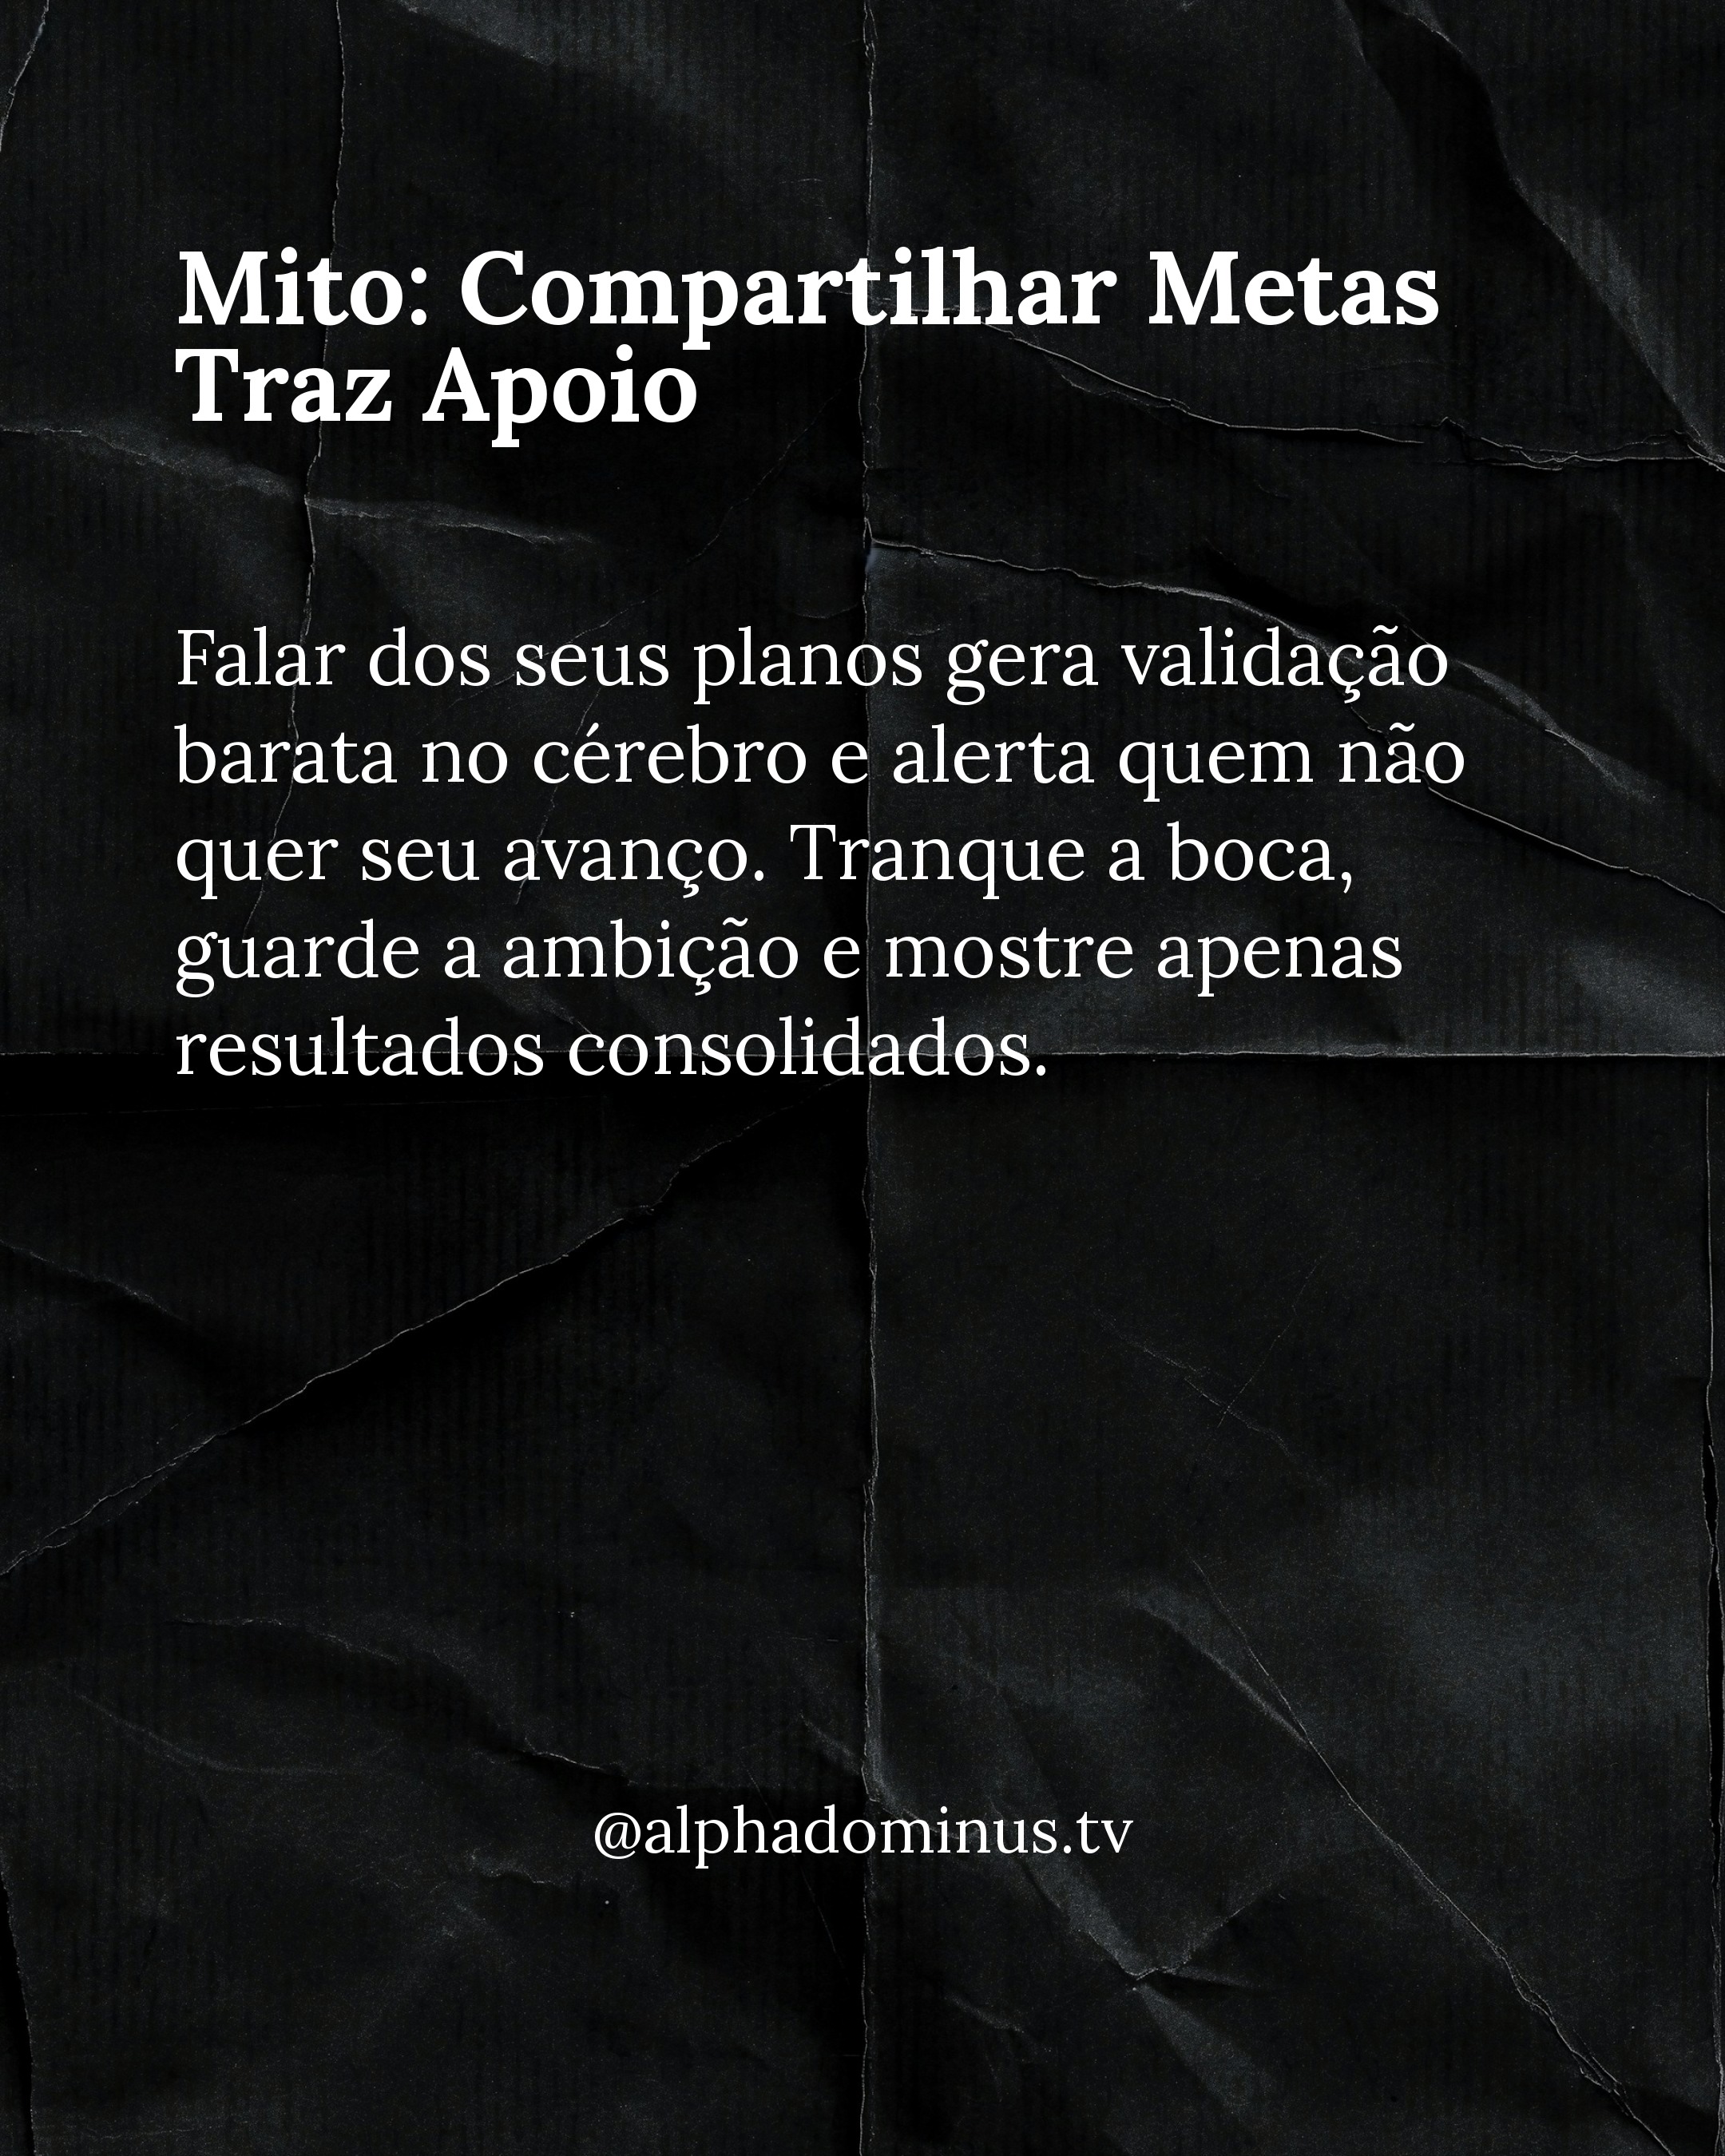 Mito: Compartilhar Metas
Traz Apoio
Falar dos seus planos gera validação
barata no cérebro e alerta quem não
quer seu avanço. Tranque a boca,
guarde a ambição e mostre apenas
resultados consolidados.
@alphadominus.tv